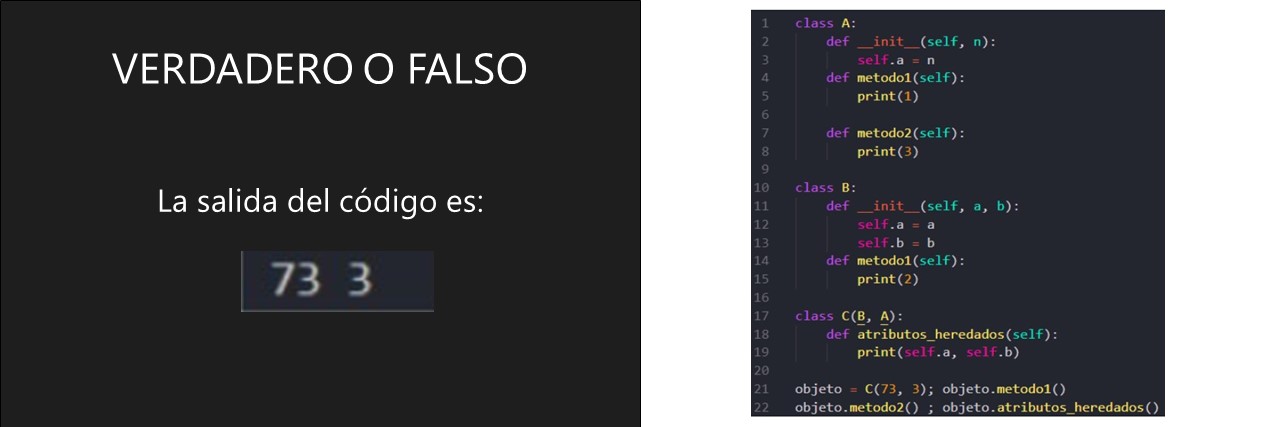 VERDADERO O FALSO
La salida del código es:
73 3
1 class A:
2     def __init__(self, n):
3         self.a = n
4     def metodo1(self):
5         print(1)
6
7     def metodo2(self):
8         print(3)
9
10 class B:
11     def __init__(self, a, b):
12         self.a = a
13         self.b = b
14     def metodo1(self):
15         print(2)
16
17 class C(B, A):
18     def atributos_heredados(self):
19         print(self.a, self.b)
20
21 objeto = C(73, 3); objeto.metodo1()
22 objeto.metodo2() ; objeto.atributos_heredados()